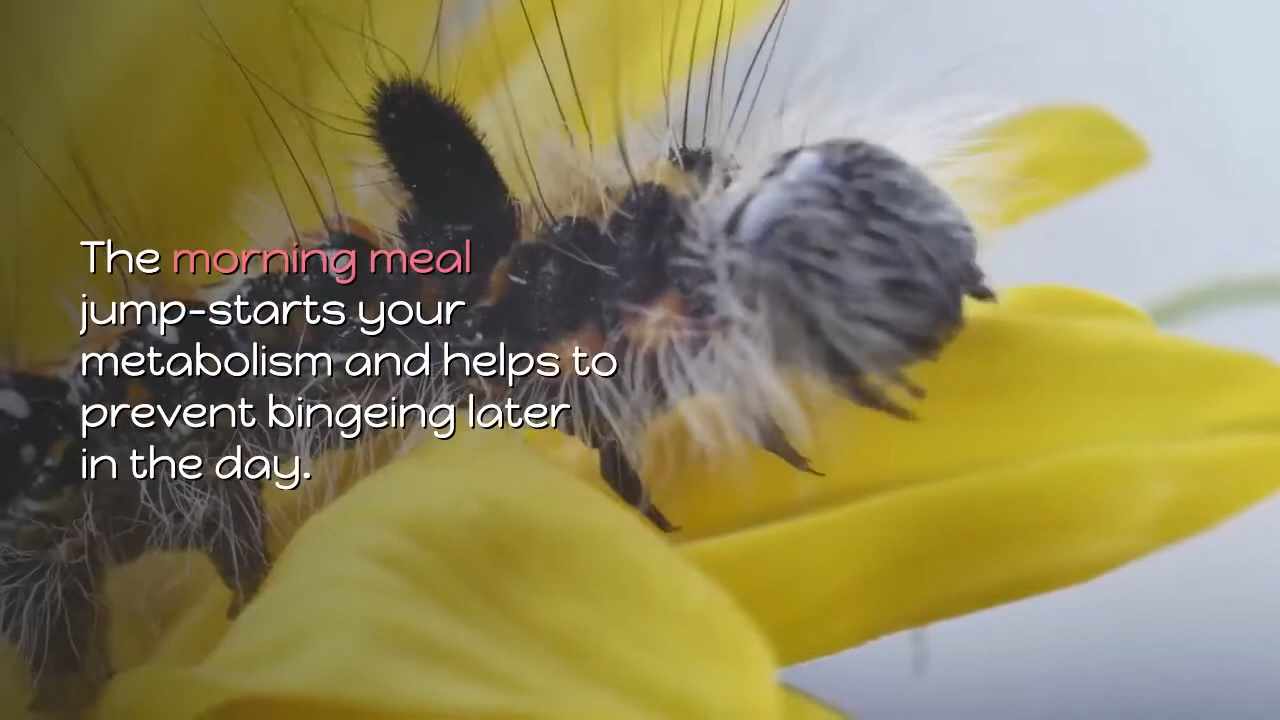 The morning meal
jump-starts your
metabolism and helps to
prevent bingeing later
in the day.